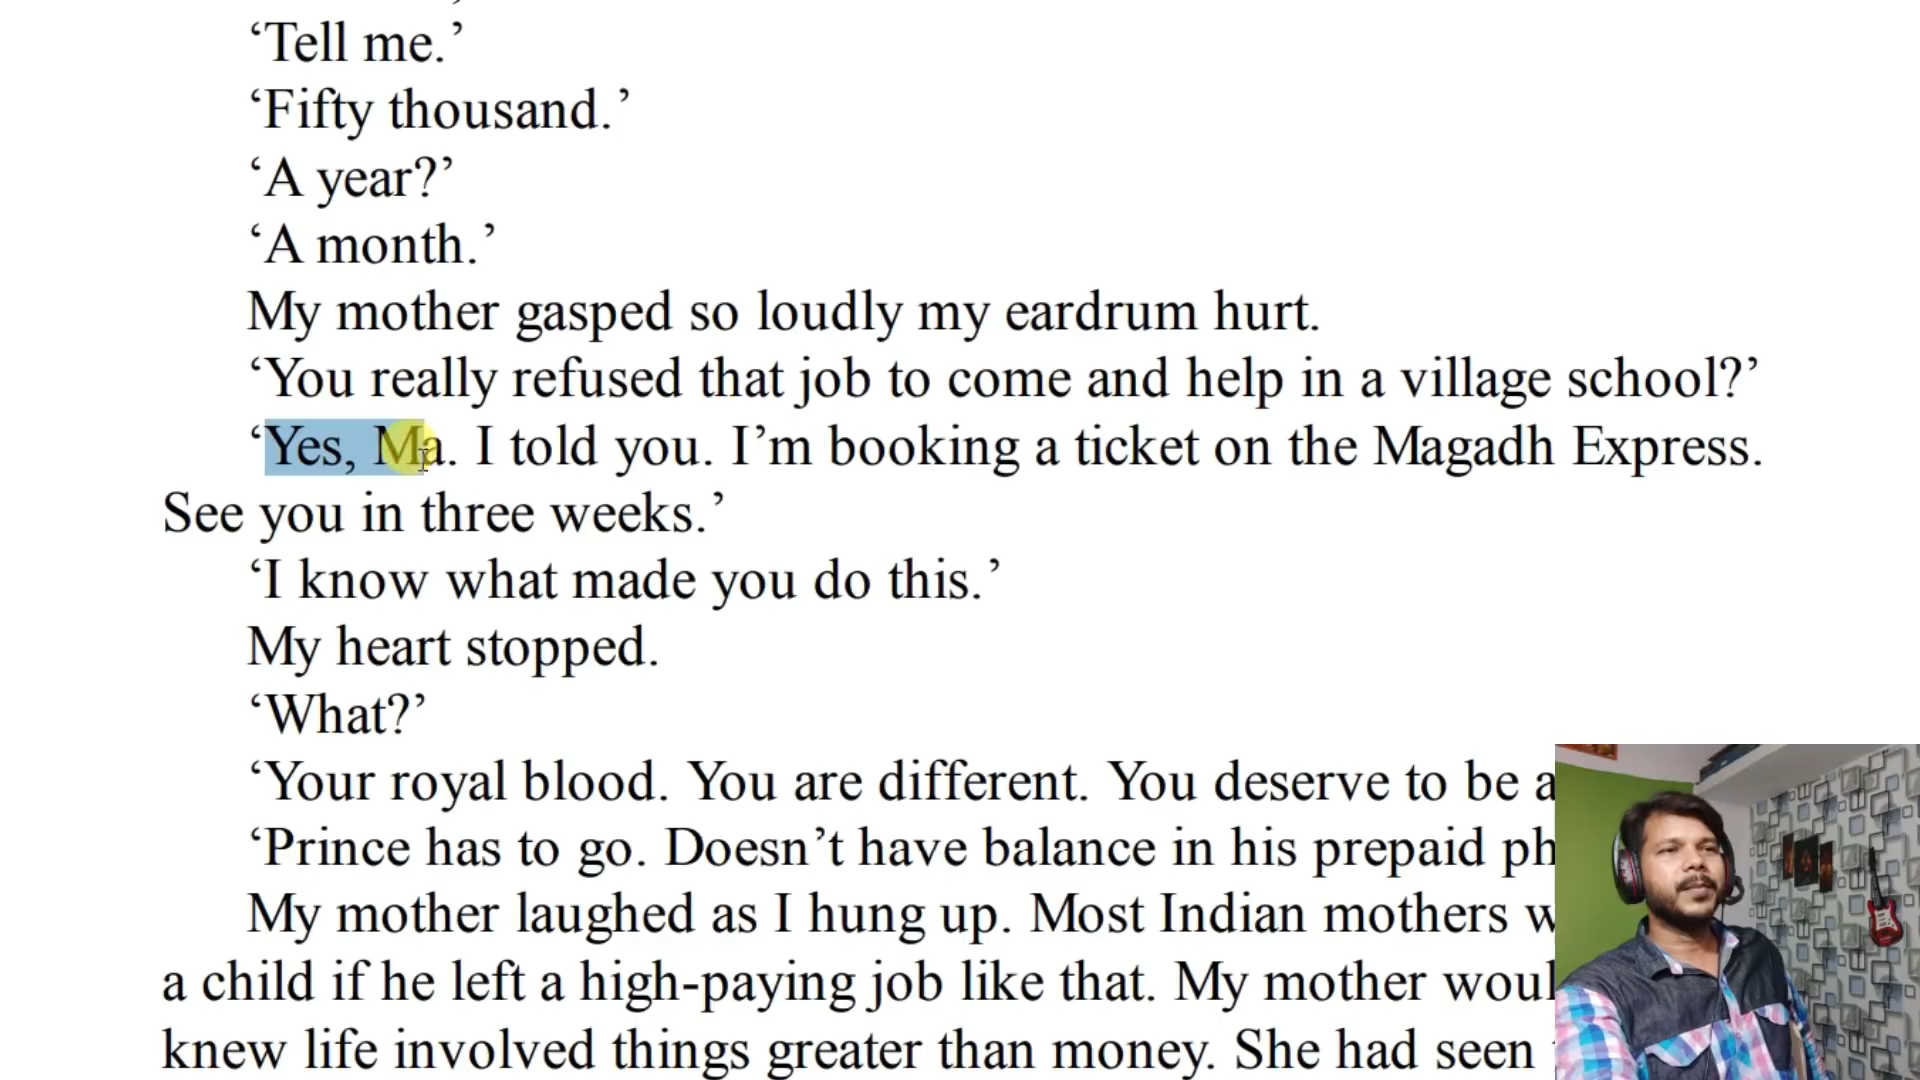 ‘Tell me.’
‘Fifty thousand.’
‘A year?’
‘A month.’
My mother gasped so loudly my eardrum hurt.
‘You really refused that job to come and help in a village school?’
‘Yes, Ma. I told you. I’m booking a ticket on the Magadh Express.
See you in three weeks.’
‘I know what made you do this.’
My heart stopped.
‘What?’
‘Your royal blood. You are different. You deserve to be a
‘Prince has to go. Doesn’t have balance in his prepaid
My mother laughed as I hung up. Most Indian mothers
a child if he left a high-paying job like that. My mother
knew life involved things greater than money. She had seen